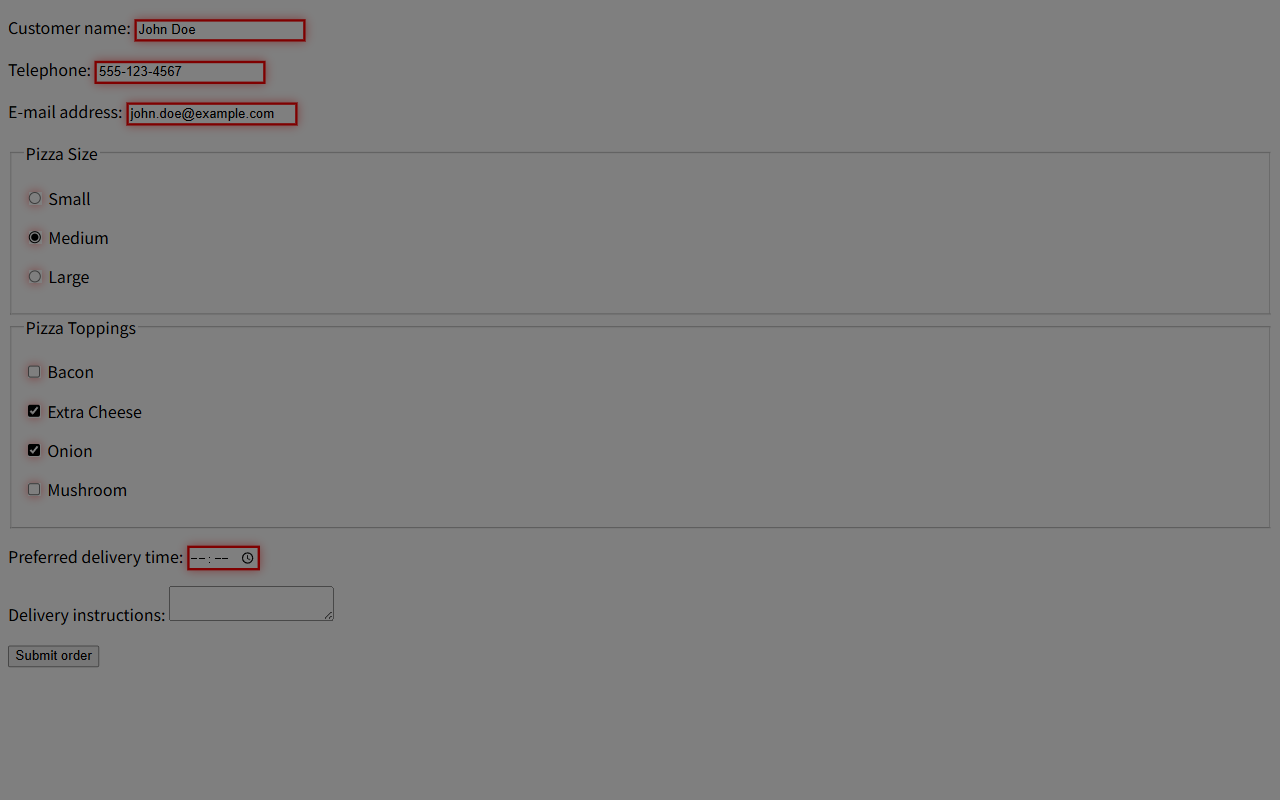 Customer name: John Doe
Telephone: 555-123-4567
E-mail address: john.doe@example.com
Pizza Size
Small
Medium
Large
Pizza Toppings
Bacon
Extra Cheese
Onion
Mushroom
Preferred delivery time: --:--
Delivery instructions:
Submit order